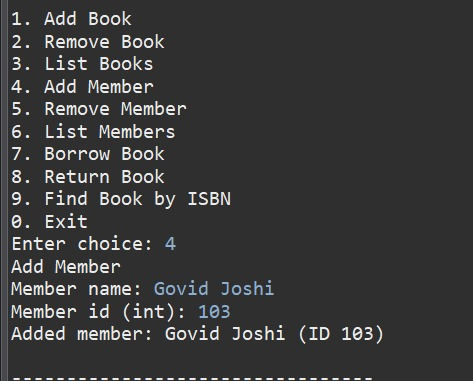 1. Add Book
2. Remove Book
3. List Books
4. Add Member
5. Remove Member
6. List Members
7. Borrow Book
8. Return Book
9. Find Book by ISBN
0. Exit
Enter choice: 4
Add Member
Member name: Govid Joshi
Member id (int): 103
Added member: Govid Joshi (ID 103)

---------------------------------